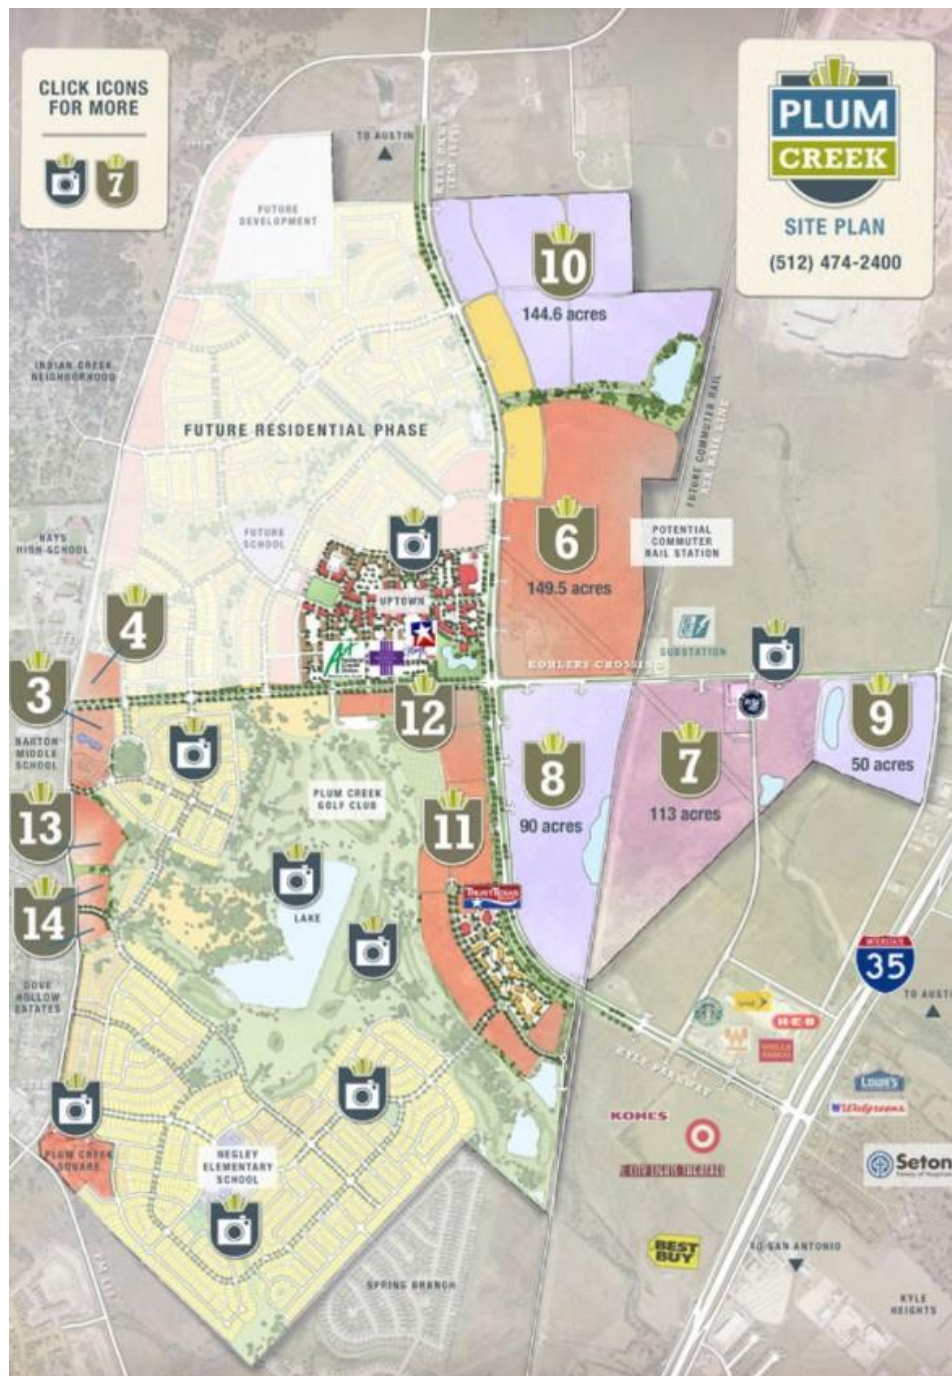 CLICK ICONS
FOR MORE
7
PLUM
CREEK
SITE PLAN
(512) 474-2400
TO AUSTIN
FUTURE
DEVELOPMENT
10
144.6 acres
INDIAN CREEK
NEIGHBORHOOD
FUTURE RESIDENTIAL PHASE
FUTURE COMMUTER RAIL
HAYS
HIGH SCHOOL
FUTURE
SCHOOL
6
149.5 acres
POTENTIAL
COMMUTER
RAIL STATION
UPTOWN
4
SUBSTATION
KOHLERS CROSSING
3
BARTON
MIDDLE
SCHOOL
12
PLUM CREEK
GOLF CLUB
8
90 acres
7
113 acres
9
50 acres
13
11
14
LAKE
TRUSTTEXAS
DOVE
HOLLOW
ESTATES
INTERSTATE
35
TO AUSTIN
H-E-B
WELLS
FARGO
KYLE PARKWAY
LOWE'S
Walgreens
KOHLS
Seton
PLUM CREEK
SQUARE
NEGLEY
ELEMENTARY
SCHOOL
BEST
BUY
TO SAN ANTONIO
SPRING BRANCH
KYLE
HEIGHTS